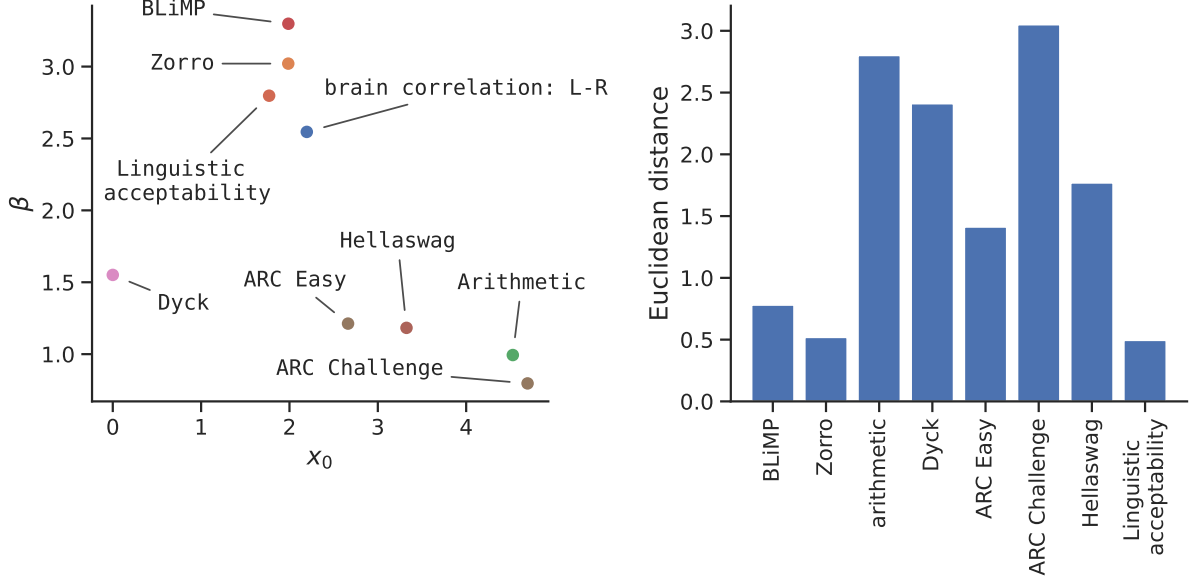 BLiMP
Zorro
brain correlation: L-R
Linguistic
acceptability
Hellaswag
ARC Easy
Arithmetic
Dyck
ARC Challenge
β
3.0
2.5
2.0
1.5
1.0
0
1
2
3
4
x0
Euclidean distance
3.0
2.5
2.0
1.5
1.0
0.5
0.0
BLiMP
Zorro
arithmetic
Dyck
ARC Easy
ARC Challenge
Hellaswag
Linguistic
acceptability